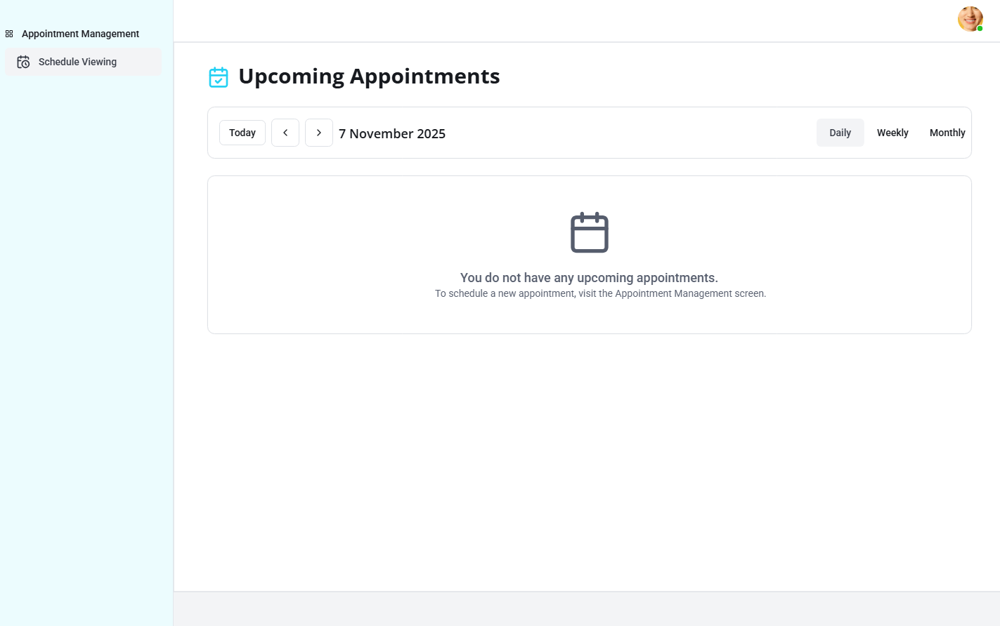 Appointment Management
Schedule Viewing
Upcoming Appointments
Today
7 November 2025
Daily
Weekly
Monthly
You do not have any upcoming appointments.
To schedule a new appointment, visit the Appointment Management screen.